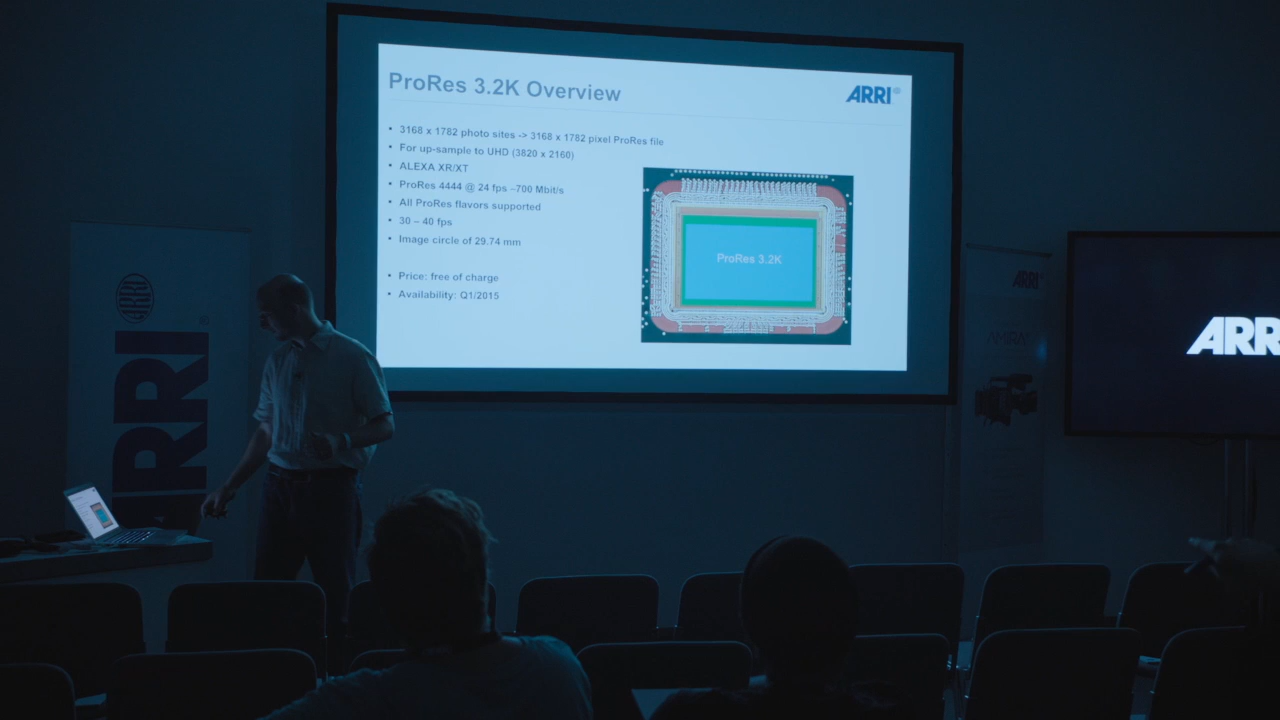 ProRes 3.2K Overview
ARRI
• 3168 x 1782 photo sites -> 3168 x 1782 pixel ProRes file
• For up-sample to UHD (3820 x 2160)
• ALEXA XR/XT
• ProRes 4444 @ 24 fps ~700 Mbit/s
• All ProRes flavors supported
• 30 – 40 fps
• Image circle of 29.74 mm
• Price: free of charge
• Availability: Q1/2015
ProRes 3.2K
ARRI
ARRI®
ARRI
AMIRA
ARR